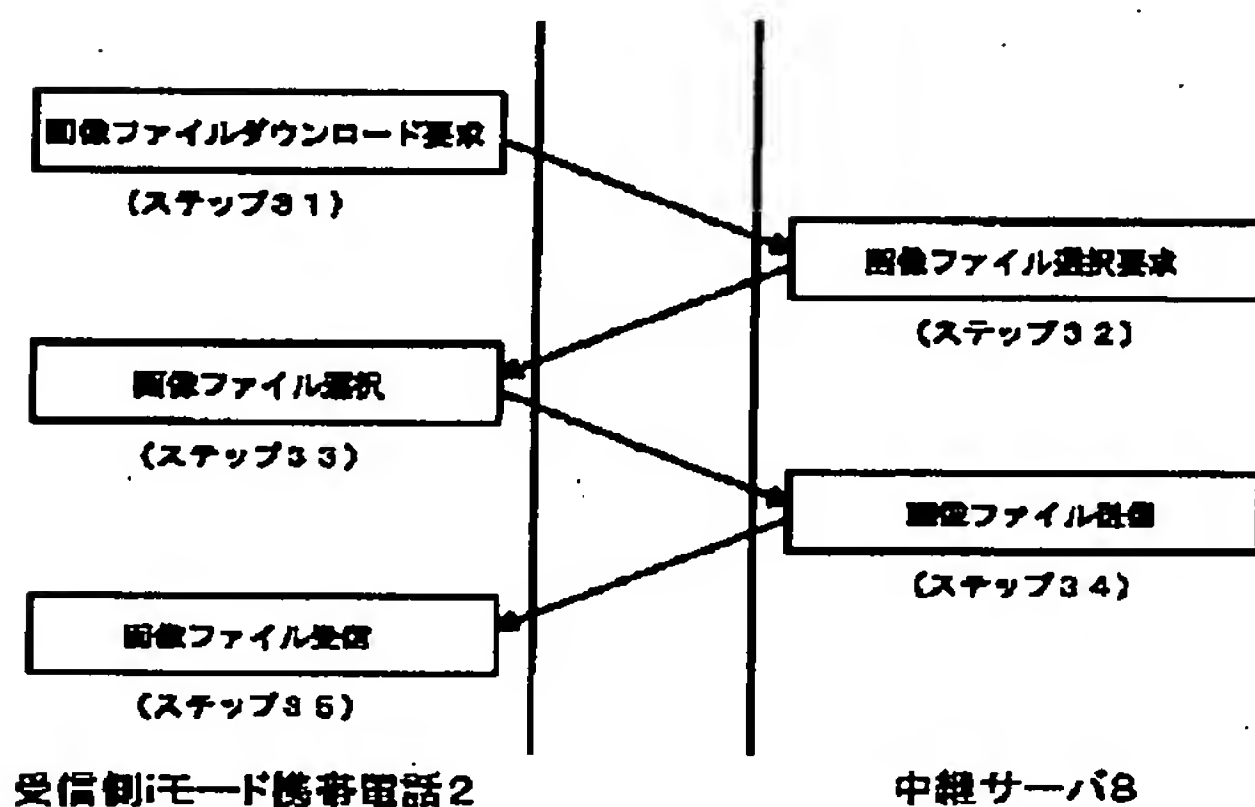 画像ファイルダウンロード要求
(ステップ31)
画像ファイル選択要求
(ステップ32)
画像ファイル選択
(ステップ33)
画像ファイル配信
(ステップ34)
画像ファイル受信
(ステップ35)
受信側iモード携帯電話2
中継サーバ8